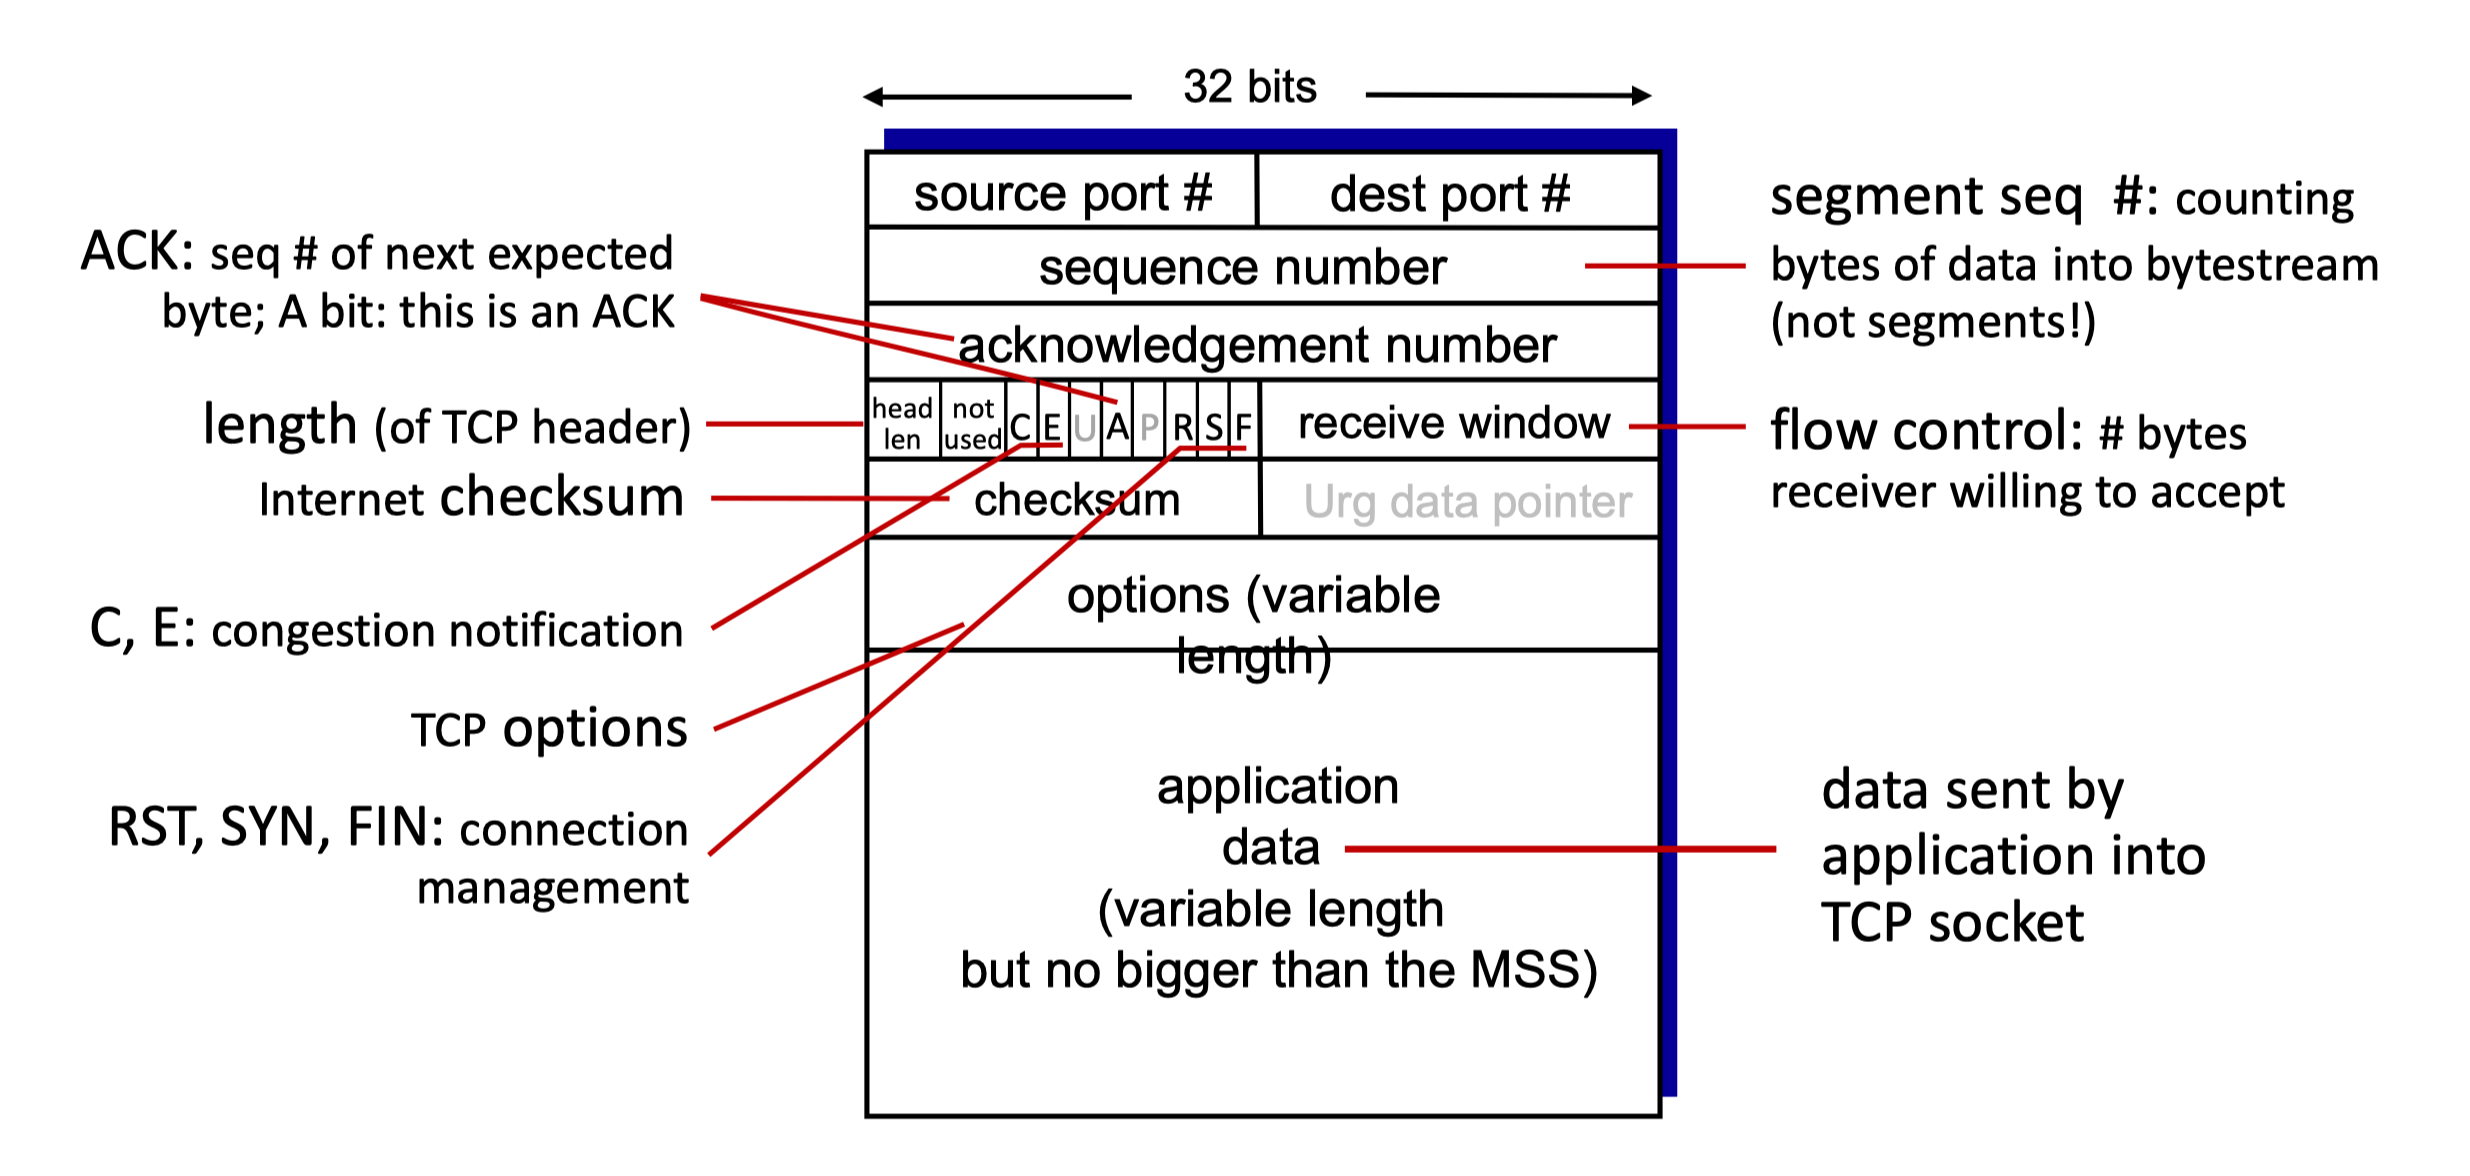 32 bits
source port #
dest port #
sequence number
acknowledgement number
head
len
not
used
C
E
U
A
P
R
S
F
receive window
checksum
Urg data pointer
options (variable
length)
application
data
(variable length
but no bigger than the MSS)
ACK: seq # of next expected
byte; A bit: this is an ACK
length (of TCP header)
Internet checksum
C, E: congestion notification
TCP options
RST, SYN, FIN: connection
management
segment seq #: counting
bytes of data into bytestream
(not segments!)
flow control: # bytes
receiver willing to accept
data sent by
application into
TCP socket